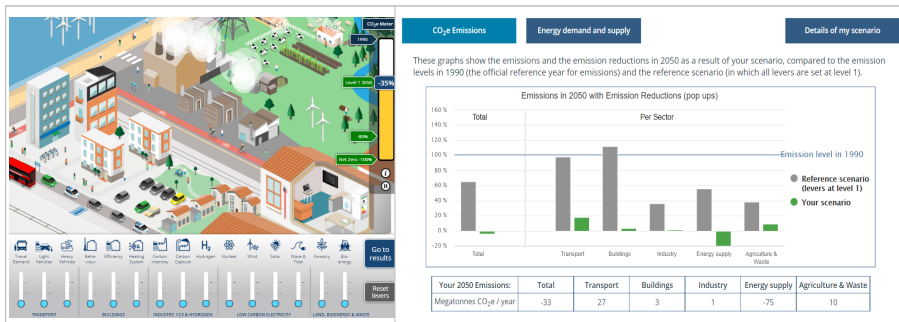 CO2e Meter
1990
Level 1 2050
-35%
-80%
Net Zero -100%
Travel Demand
Light Vehicles
Heavy Vehicles
Beha-viour
Efficiency
Heating System
Carbon Intensity
Carbon Capture
Hydrogen
Nuclear
Wind
Solar
Wave & Tidal
Forestry
Bio-energy
H2
TRANSPORT
BUILDINGS
INDUSTRY, CCS & HYDROGEN
LOW CARBON ELECTRICITY
LAND, BIOENERGY & WASTE
Go to results
Reset levers
CO2e Emissions
Energy demand and supply
Details of my scenario
These graphs show the emissions and the emission reductions in 2050 as a result of your scenario, compared to the emission
levels in 1990 (the official reference year for emissions) and the reference scenario (in which all levers are set at level 1).
Emissions in 2050 with Emission Reductions (pop ups)
160 %
140 %
120 %
100 %
80 %
60 %
40 %
20 %
0 %
-20 %
Total
Per Sector
Emission level in 1990
Reference scenario
(levers at level 1)
Your scenario
Total
Transport
Buildings
Industry
Energy supply
Agriculture &
Waste
Your 2050 Emissions: Total Transport Buildings Industry Energy supply Agriculture & Waste
Megatonnes CO2e / year -33 27 3 1 -75 10